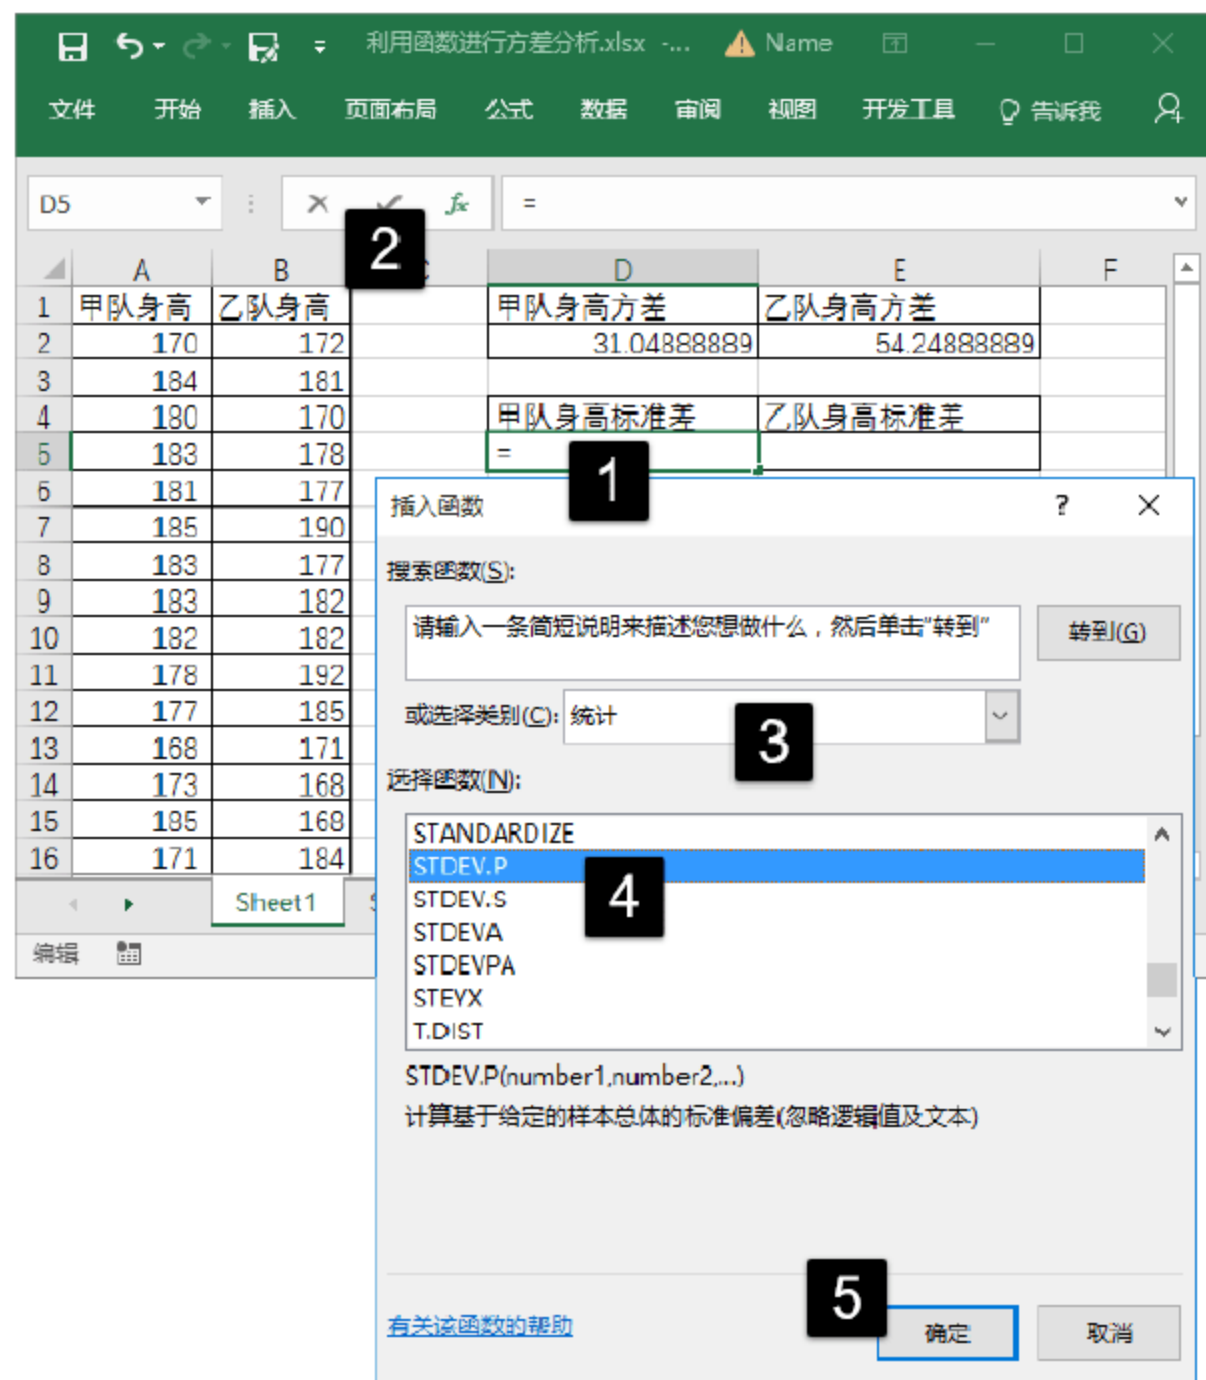 利用函数进行方差分析.xlsx -... Name
文件 开始 插入 页面布局 公式 数据 审阅 视图 开发工具 告诉我
D5 fx =
2
A B D E F
1 甲队身高 乙队身高 甲队身高方差 乙队身高方差
2 170 172 31.04888889 54.24888889
3 184 181
4 180 170 甲队身高标准差 乙队身高标准差
5 183 178 =
1
6 181 177
7 185 190
8 183 177
9 183 182
10 182 182
11 178 192
12 177 185
13 168 171
14 173 168
15 185 169
16 171 184
Sheet1
编辑
插入函数 ?
搜索函数(S):
请输入一条简短说明来描述您想做什么，然后单击“转到” 转到(G)
或选择类别(C): 统计
3
选择函数(N):
STANDARDIZE
STDEV.P
4
STDEV.S
STDEVA
STDEVPA
STEYX
T.DIST
STDEV.P(number1,number2,...)
计算基于给定的样本总体的标准偏差(忽略逻辑值及文本)
5
有关该函数的帮助 确定 取消